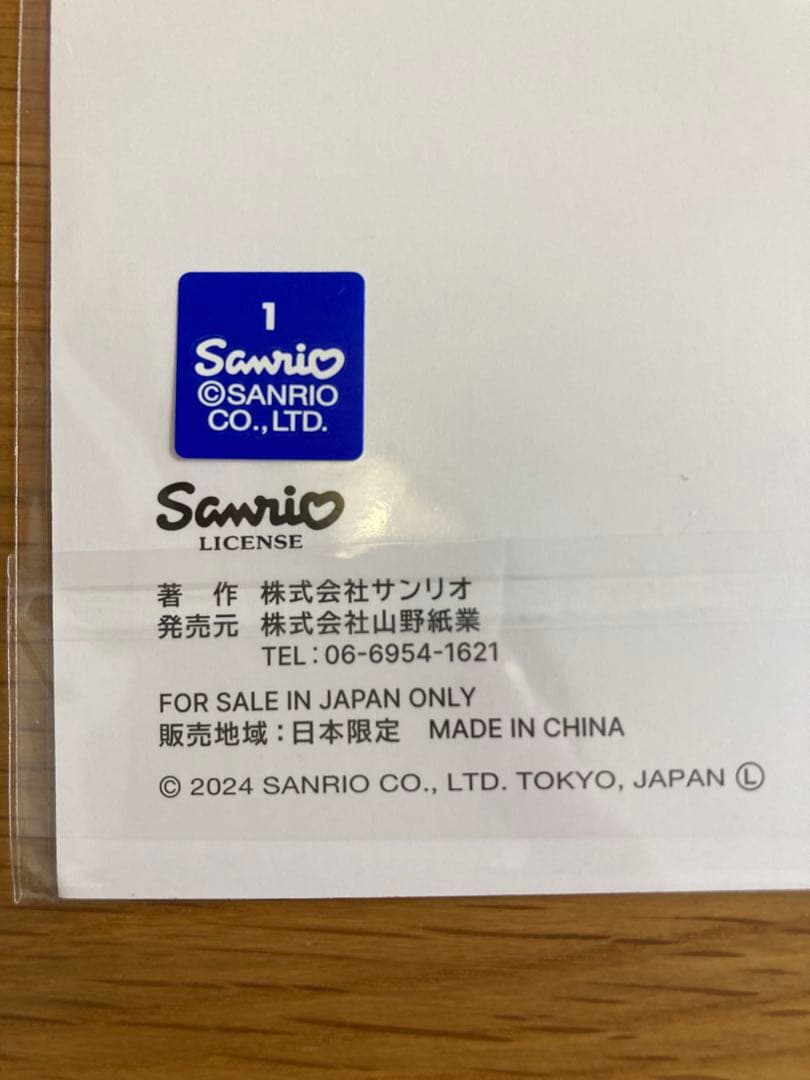 1
Sanrio
©SANRIO
CO.,LTD.
Sanrio
LICENSE
著　作　株式会社サンリオ
発売元　株式会社山野紙業
TEL：06-6954-1621
FOR SALE IN JAPAN ONLY
販売地域：日本限定　MADE IN CHINA
© 2024 SANRIO CO., LTD. TOKYO, JAPAN Ⓛ